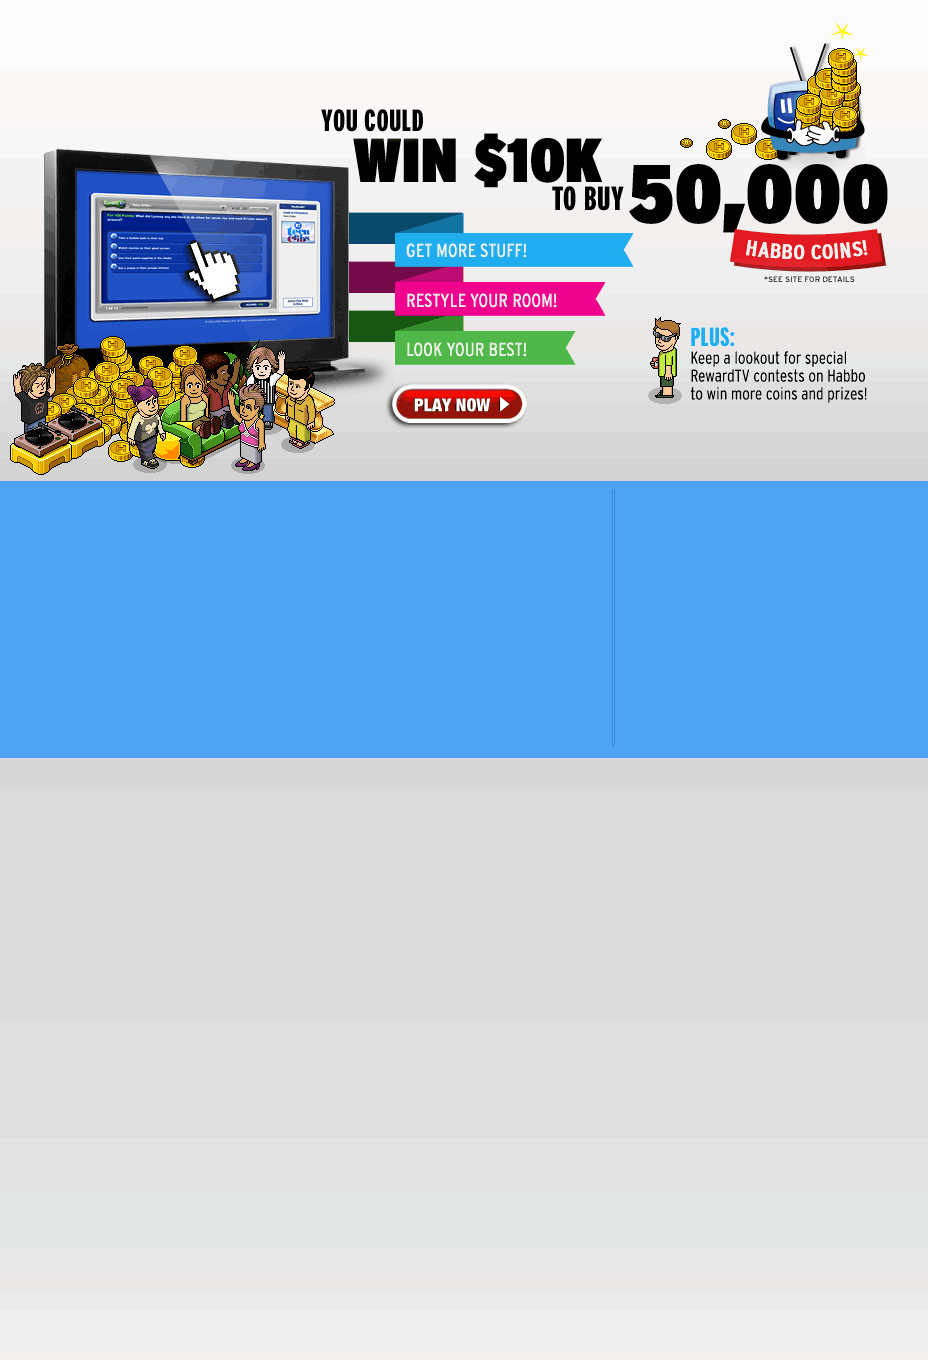 YOU COULD
WIN $10K
TO BUY 50,000
HABBO COINS!
*SEE SITE FOR DETAILS
GET MORE STUFF!
RESTYLE YOUR ROOM!
LOOK YOUR BEST!
PLAY NOW
PLUS:
Keep a lookout for special
RewardTV contests on Habbo
to win more coins and prizes!
teen